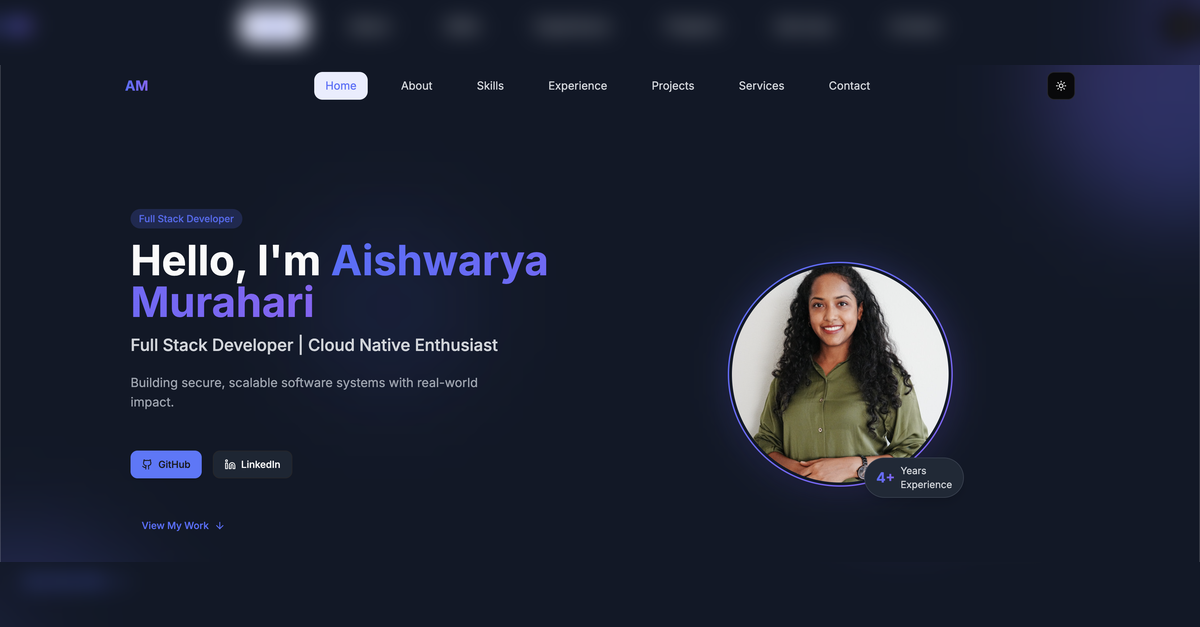 AM
Home About Skills Experience Projects Services Contact
Full Stack Developer
Hello, I'm Aishwarya
Murahari
Full Stack Developer | Cloud Native Enthusiast
Building secure, scalable software systems with real-world
impact.
GitHub LinkedIn
View My Work
4+ Years
Experience